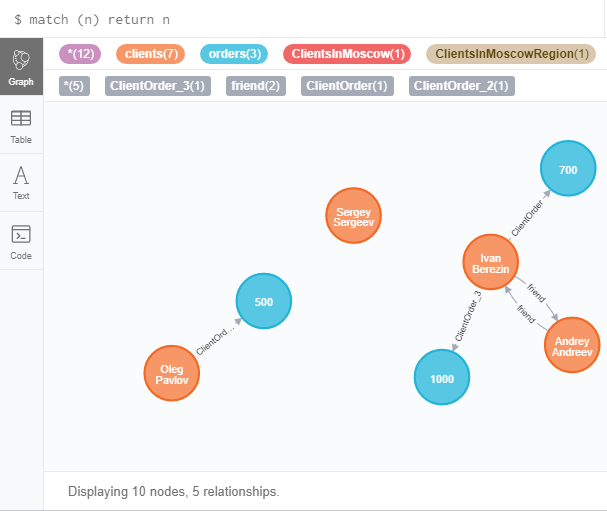 $ match (n) return n
*(12) clients(7) orders(3) ClientsInMoscow(1) ClientsInMoscowRegion(1)
*(5) ClientOrder_3(1) friend(2) ClientOrder(1) ClientOrder_2(1)
Graph
Table
Text
Code
700
ClientOrder
Sergey
Sergeev
Ivan
Berezin
friend
friend
500
ClientOrd...
ClientOrder_3
Andrey
Andreev
Oleg
Pavlov
1000
Displaying 10 nodes, 5 relationships.